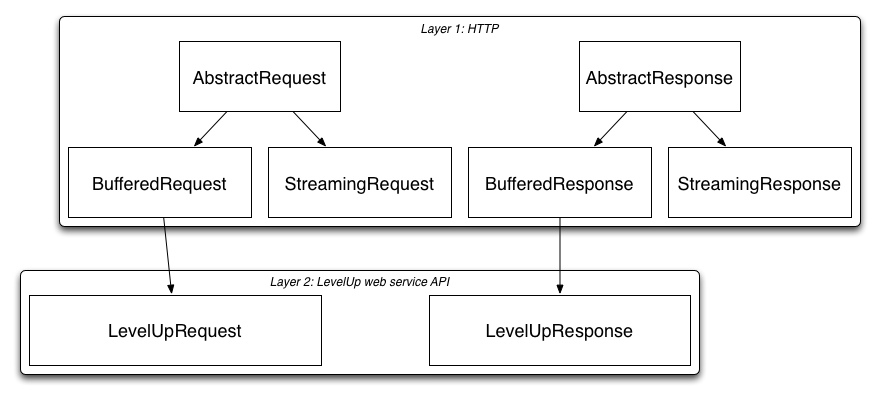 Layer 1: HTTP
AbstractRequest
AbstractResponse
BufferedRequest
StreamingRequest
BufferedResponse
StreamingResponse
Layer 2: LevelUp web service API
LevelUpRequest
LevelUpResponse